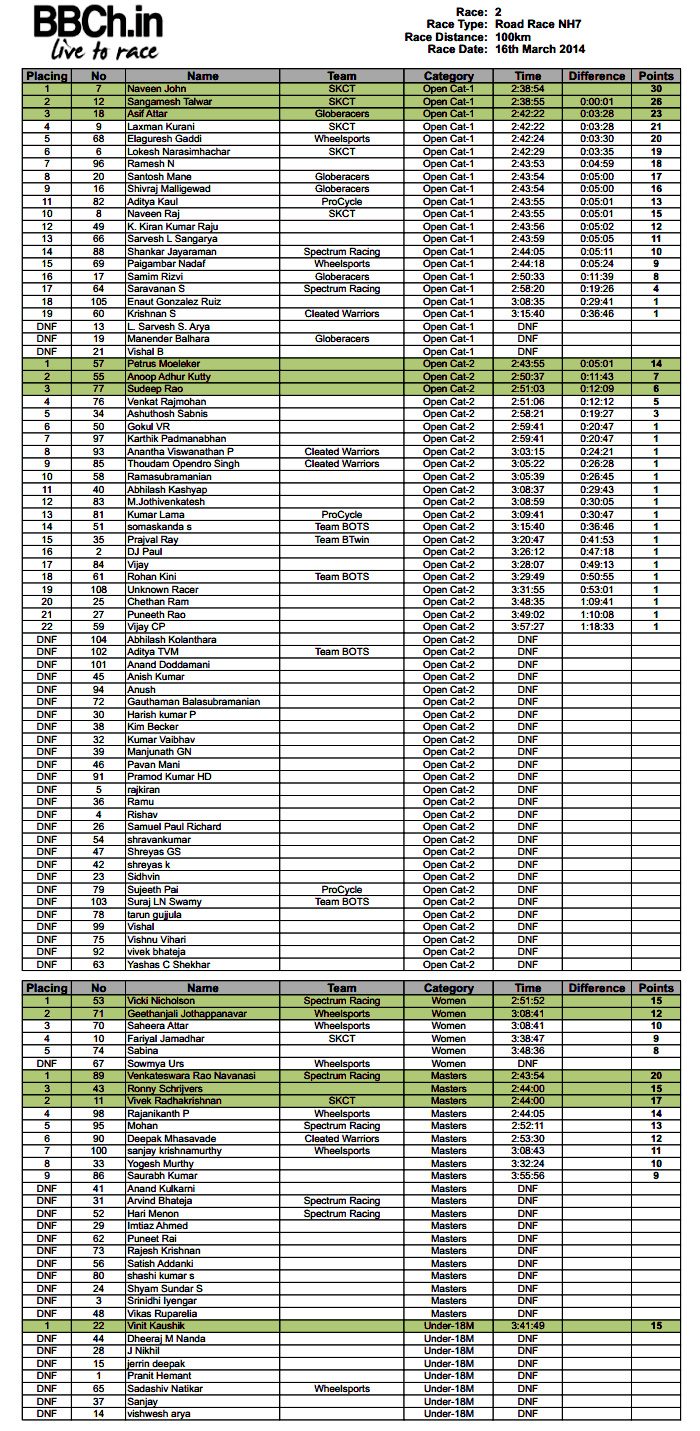 BBCh.in
live to race
Race: 2
Race Type: Road Race NH7
Race Distance: 100km
Race Date: 16th March 2014
Placing No Name Team Category Time Difference Points
1 7 Naveen John SKCT Open Cat-1 2:38:54 30
2 12 Sangamesh Talwar SKCT Open Cat-1 2:38:55 0:00:01 26
3 18 Asif Attar Globeracers Open Cat-1 2:42:22 0:03:28 23
4 9 Laxman Kurani SKCT Open Cat-1 2:42:22 0:03:28 21
5 68 Elaguresh Gaddi Wheelsports Open Cat-1 2:42:24 0:03:30 20
6 6 Lokesh Narasimhachar SKCT Open Cat-1 2:42:29 0:03:35 19
7 96 Ramesh N Open Cat-1 2:43:53 0:04:59 18
8 20 Santosh Mane Globeracers Open Cat-1 2:43:54 0:05:00 17
9 16 Shivraj Malligewad Globeracers Open Cat-1 2:43:54 0:05:00 16
11 82 Aditya Kaul ProCycle Open Cat-1 2:43:55 0:05:01 13
10 8 Naveen Raj SKCT Open Cat-1 2:43:55 0:05:01 15
12 49 K. Kiran Kumar Raju Open Cat-1 2:43:56 0:05:02 12
13 66 Sarvesh L Sangarya Open Cat-1 2:43:59 0:05:05 11
14 88 Shankar Jayaraman Spectrum Racing Open Cat-1 2:44:05 0:05:11 10
15 69 Paigambar Nadaf Wheelsports Open Cat-1 2:44:18 0:05:24 9
16 17 Samim Rizvi Globeracers Open Cat-1 2:50:33 0:11:39 8
17 64 Saravanan S Spectrum Racing Open Cat-1 2:58:20 0:19:26 4
18 105 Enaut Gonzalez Ruiz Open Cat-1 3:08:35 0:29:41 1
19 60 Krishnan S Cleated Warriors Open Cat-1 3:15:40 0:36:46 1
DNF 13 L. Sarvesh S. Arya Open Cat-1 DNF
DNF 19 Manender Balhara Globeracers Open Cat-1 DNF
DNF 21 Vishal B Open Cat-1 DNF
1 57 Petrus Moeleker Open Cat-2 2:43:55 0:05:01 14
2 55 Anoop Adhur Kutty Open Cat-2 2:50:37 0:11:43 7
3 77 Sudeep Rao Open Cat-2 2:51:03 0:12:09 6
4 76 Venkat Rajmohan Open Cat-2 2:51:06 0:12:12 5
5 34 Ashuthosh Sabnis Open Cat-2 2:58:21 0:19:27 3
6 50 Gokul VR Open Cat-2 2:59:41 0:20:47 1
7 97 Karthik Padmanabhan Open Cat-2 2:59:41 0:20:47 1
8 93 Anantha Viswanathan P Cleated Warriors Open Cat-2 3:03:15 0:24:21 1
9 85 Thoudam Opendro Singh Cleated Warriors Open Cat-2 3:05:22 0:26:28 1
10 58 Ramasubramanian Open Cat-2 3:05:39 0:26:45 1
11 40 Abhilash Kashyap Open Cat-2 3:08:37 0:29:43 1
12 83 M.Jothivenkatesh Open Cat-2 3:08:59 0:30:05 1
13 81 Kumar Lama ProCycle Open Cat-2 3:09:41 0:30:47 1
14 51 somaskanda s Team BOTS Open Cat-2 3:15:40 0:36:46 1
15 35 Prajval Ray Team BTwin Open Cat-2 3:20:47 0:41:53 1
16 2 DJ Paul Open Cat-2 3:26:12 0:47:18 1
17 84 Vijay Open Cat-2 3:28:07 0:49:13 1
18 61 Rohan Kini Team BOTS Open Cat-2 3:29:49 0:50:55 1
19 108 Unknown Racer Open Cat-2 3:31:55 0:53:01 1
20 25 Chethan Ram Open Cat-2 3:48:35 1:09:41 1
21 27 Puneeth Rao Open Cat-2 3:49:02 1:10:08 1
22 59 Vijay CP Open Cat-2 3:57:27 1:18:33 1
DNF 104 Abhilash Kolanthara Open Cat-2 DNF
DNF 102 Aditya TVM Team BOTS Open Cat-2 DNF
DNF 101 Anand Doddamani Open Cat-2 DNF
DNF 45 Anish Kumar Open Cat-2 DNF
DNF 94 Anush Open Cat-2 DNF
DNF 72 Gauthaman Balasubramanian Open Cat-2 DNF
DNF 30 Harish kumar P Open Cat-2 DNF
DNF 38 Kim Becker Open Cat-2 DNF
DNF 32 Kumar Vaibhav Open Cat-2 DNF
DNF 39 Manjunath GN Open Cat-2 DNF
DNF 46 Pavan Mani Open Cat-2 DNF
DNF 91 Pramod Kumar HD Open Cat-2 DNF
DNF 5 rajkiran Open Cat-2 DNF
DNF 36 Ramu Open Cat-2 DNF
DNF 4 Rishav Open Cat-2 DNF
DNF 26 Samuel Paul Richard Open Cat-2 DNF
DNF 54 shravankumar Open Cat-2 DNF
DNF 47 Shreyas GS Open Cat-2 DNF
DNF 42 shreyas k Open Cat-2 DNF
DNF 23 Sidhvin Open Cat-2 DNF
DNF 79 Sujeeth Pai ProCycle Open Cat-2 DNF
DNF 103 Suraj LN Swamy Team BOTS Open Cat-2 DNF
DNF 78 tarun gujjula Open Cat-2 DNF
DNF 99 Vishal Open Cat-2 DNF
DNF 75 Vishnu Vihari Open Cat-2 DNF
DNF 92 vivek bhateja Open Cat-2 DNF
DNF 63 Yashas C Shekhar Open Cat-2 DNF
Placing No Name Team Category Time Difference Points
1 53 Vicki Nicholson Spectrum Racing Women 2:51:52 15
2 71 Geethanjali Jothappanavar Wheelsports Women 3:08:41 12
3 70 Saheera Attar Wheelsports Women 3:08:41 10
4 10 Fariyal Jamadhar SKCT Women 3:38:47 9
5 74 Sabina Women 3:48:36 8
DNF 67 Sowmya Urs Wheelsports Women DNF
1 89 Venkateswara Rao Navanasi Spectrum Racing Masters 2:43:54 20
3 43 Ronny Schrijvers Masters 2:44:00 15
2 11 Vivek Radhakrishnan SKCT Masters 2:44:00 17
4 98 Rajanikanth P Wheelsports Masters 2:44:05 14
5 95 Mohan Spectrum Racing Masters 2:52:11 13
6 90 Deepak Mhasavade Cleated Warriors Masters 2:53:30 12
7 100 sanjay krishnamurthy Wheelsports Masters 3:08:43 11
8 33 Yogesh Murthy Masters 3:32:24 10
9 86 Saurabh Kumar Masters 3:55:56 9
DNF 41 Anand Kulkarni Masters DNF
DNF 31 Arvind Bhateja Spectrum Racing Masters DNF
DNF 52 Hari Menon Spectrum Racing Masters DNF
DNF 29 Imtiaz Ahmed Masters DNF
DNF 62 Puneet Rai Masters DNF
DNF 73 Rajesh Krishnan Masters DNF
DNF 56 Satish Addanki Masters DNF
DNF 80 shashi kumar s Masters DNF
DNF 24 Shyam Sundar S Masters DNF
DNF 3 Srinidhi Iyengar Masters DNF
DNF 48 Vikas Ruparelia Masters DNF
1 22 Vinit Kaushik Under-18M 3:41:49 15
DNF 44 Dheeraj M Nanda Under-18M DNF
DNF 28 J Nikhil Under-18M DNF
DNF 15 jerrin deepak Under-18M DNF
DNF 1 Pranit Hemant Under-18M DNF
DNF 65 Sadashiv Natikar Wheelsports Under-18M DNF
DNF 37 Sanjay Under-18M DNF
DNF 14 vishwesh arya Under-18M DNF